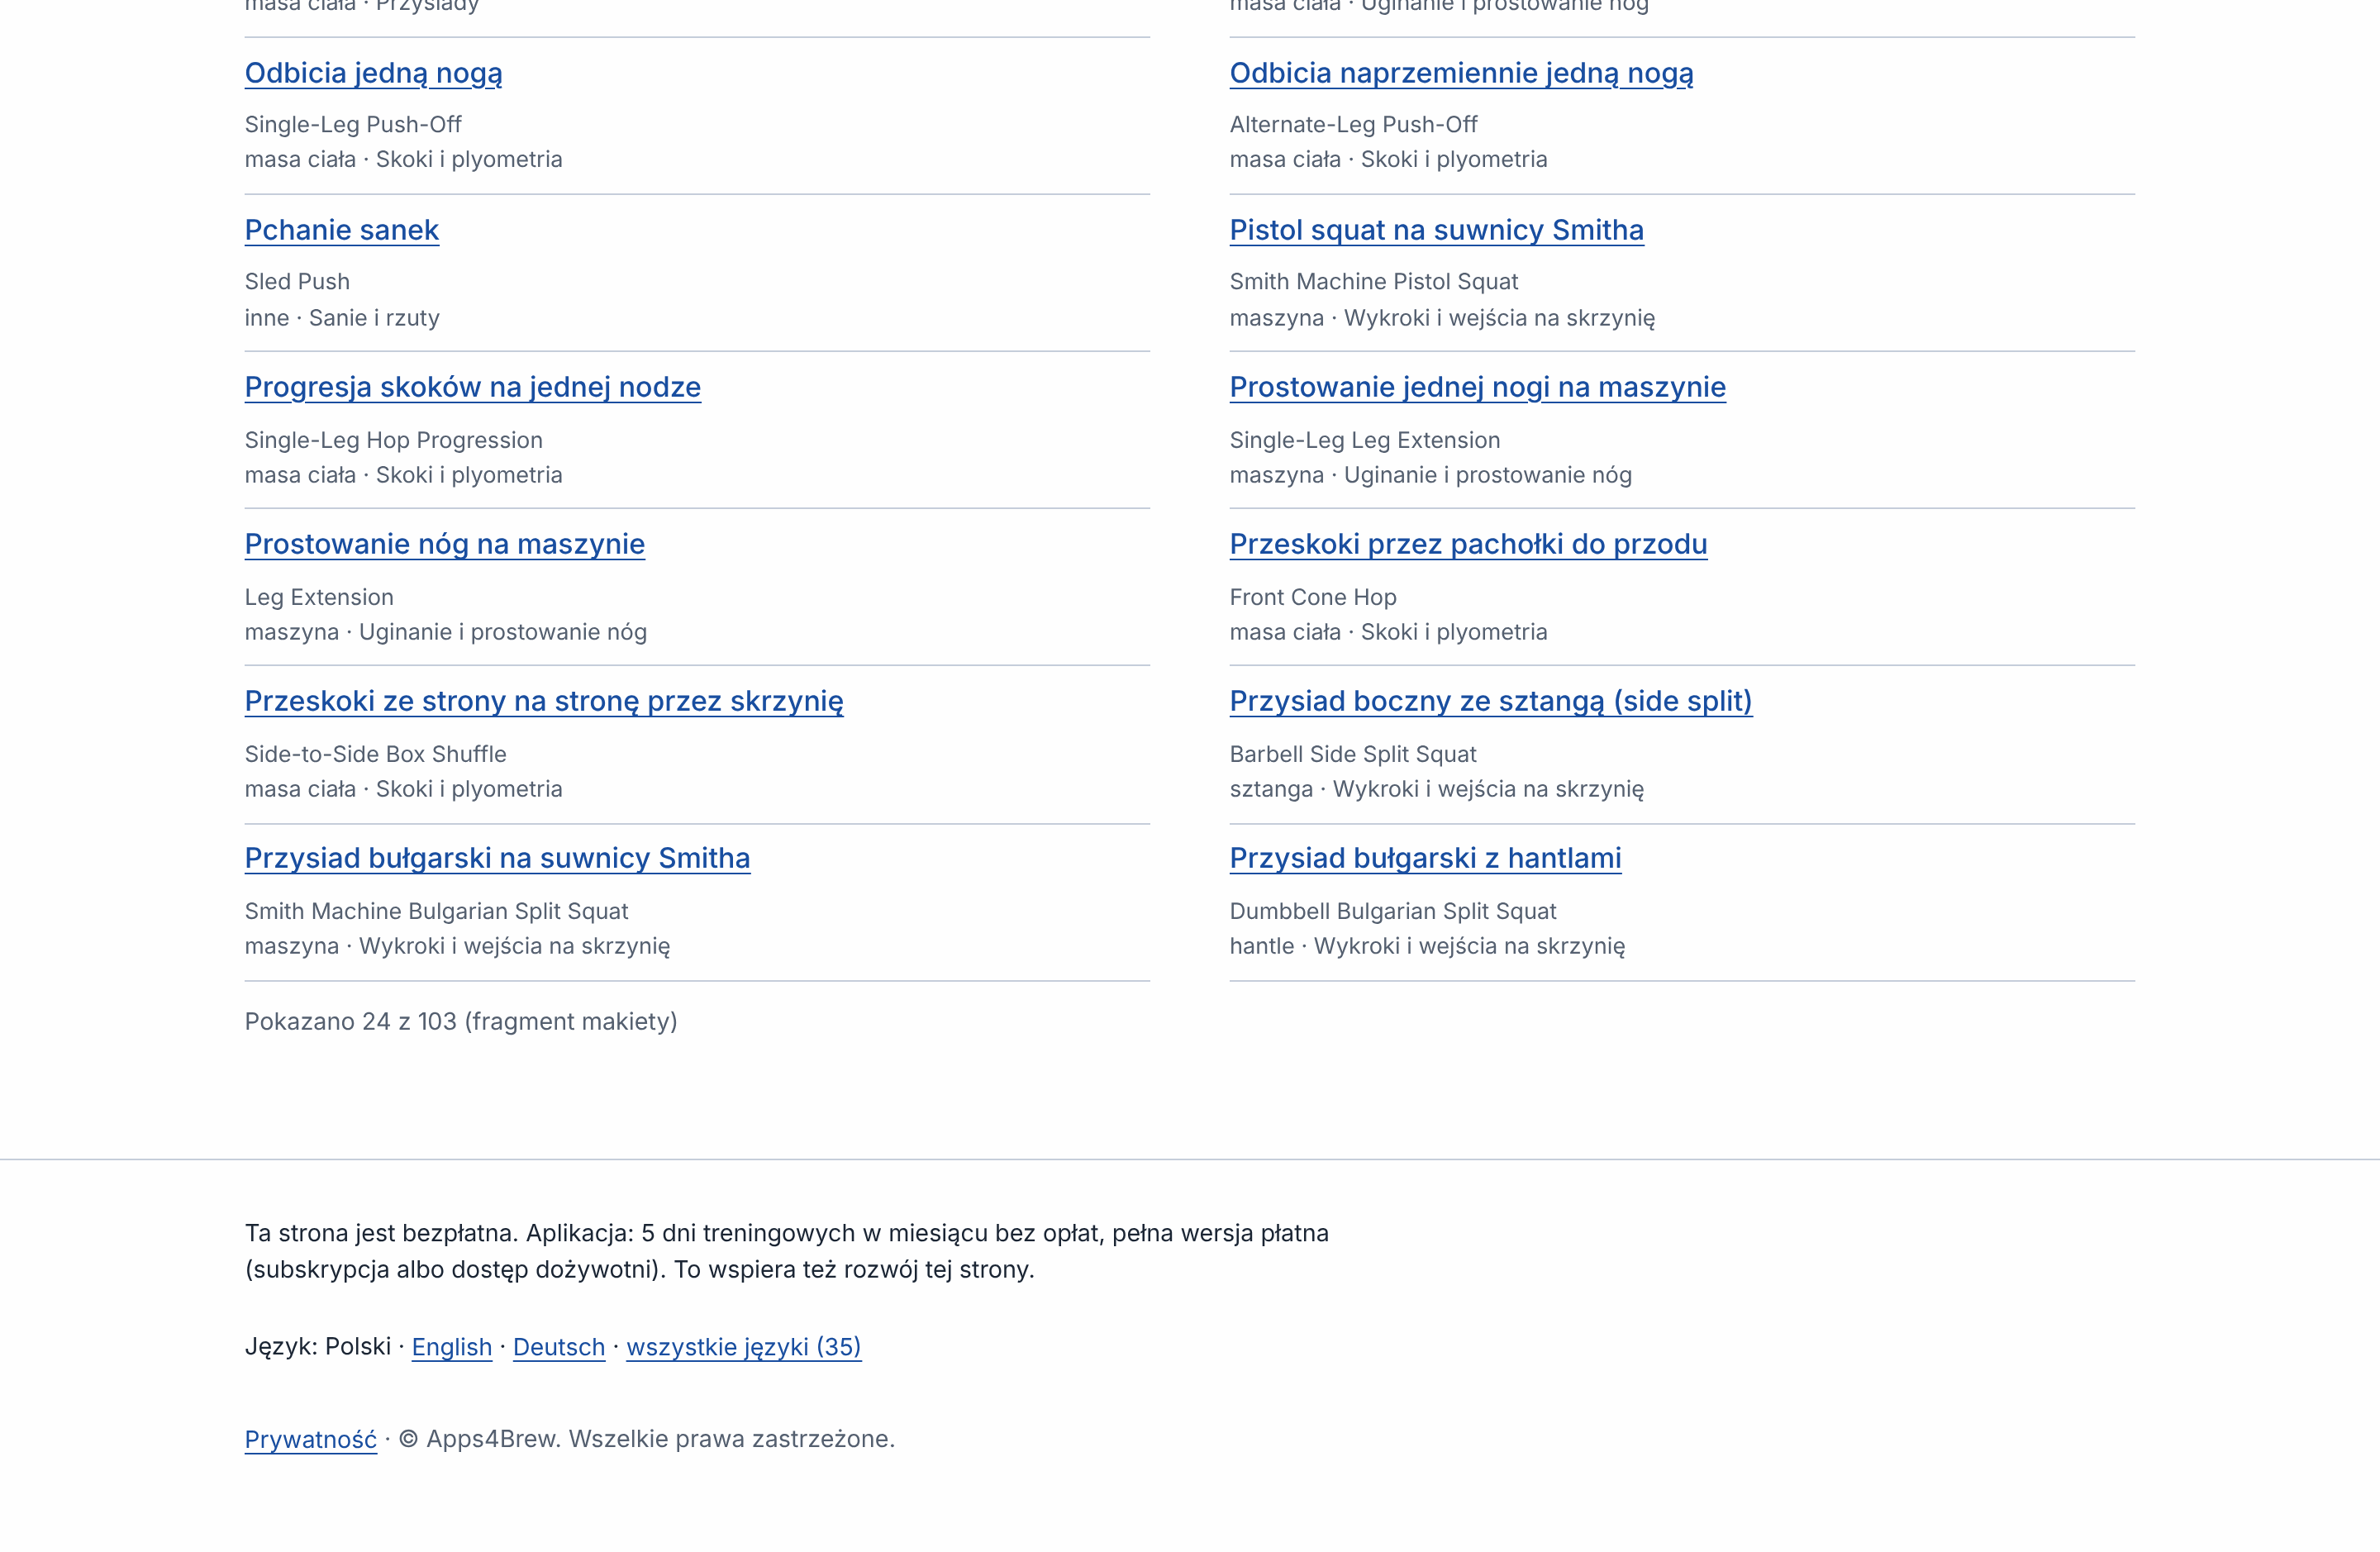 masa ciała · Przysiady
masa ciała · Uginanie i prostowanie nóg
Odbicia jedną nogą
Single-Leg Push-Off
masa ciała · Skoki i plyometria
Odbicia naprzemiennie jedną nogą
Alternate-Leg Push-Off
masa ciała · Skoki i plyometria
Pchanie sanek
Sled Push
inne · Sanie i rzuty
Pistol squat na suwnicy Smitha
Smith Machine Pistol Squat
maszyna · Wykroki i wejścia na skrzynię
Progresja skoków na jednej nodze
Single-Leg Hop Progression
masa ciała · Skoki i plyometria
Prostowanie jednej nogi na maszynie
Single-Leg Leg Extension
maszyna · Uginanie i prostowanie nóg
Prostowanie nóg na maszynie
Leg Extension
maszyna · Uginanie i prostowanie nóg
Przeskoki przez pachołki do przodu
Front Cone Hop
masa ciała · Skoki i plyometria
Przeskoki ze strony na stronę przez skrzynię
Side-to-Side Box Shuffle
masa ciała · Skoki i plyometria
Przysiad boczny ze sztangą (side split)
Barbell Side Split Squat
sztanga · Wykroki i wejścia na skrzynię
Przysiad bułgarski na suwnicy Smitha
Smith Machine Bulgarian Split Squat
maszyna · Wykroki i wejścia na skrzynię
Przysiad bułgarski z hantlami
Dumbbell Bulgarian Split Squat
hantle · Wykroki i wejścia na skrzynię
Pokazano 24 z 103 (fragment makiety)
Ta strona jest bezpłatna. Aplikacja: 5 dni treningowych w miesiącu bez opłat, pełna wersja płatna
(subskrypcja albo dostęp dożywotni). To wspiera też rozwój tej strony.
Język: Polski · English · Deutsch · wszystkie języki (35)
Prywatność · © Apps4Brew. Wszelkie prawa zastrzeżone.